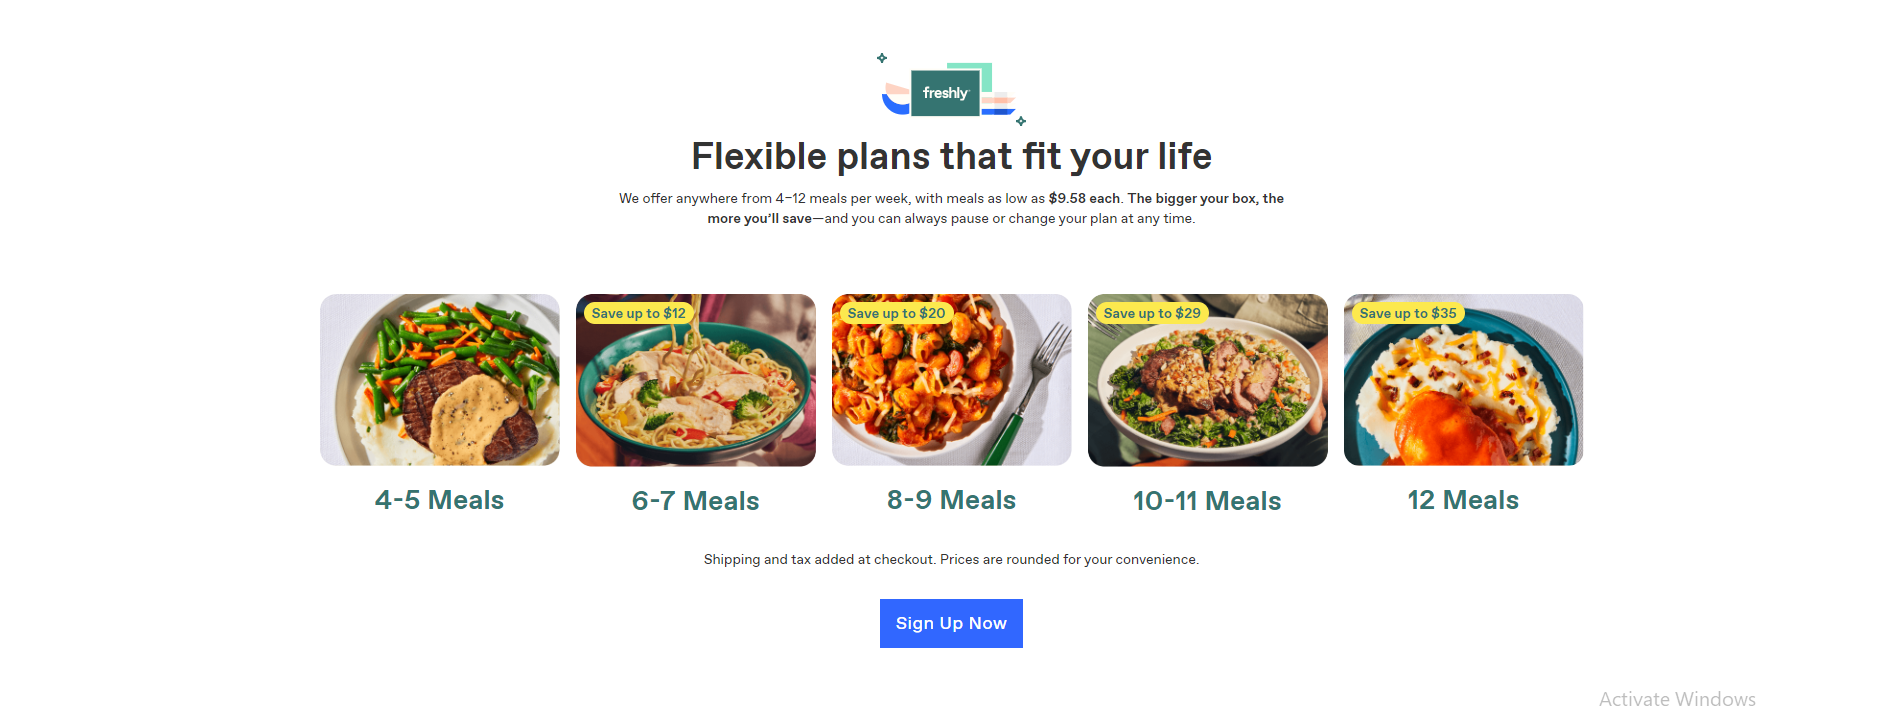 freshly
Flexible plans that fit your life
We offer anywhere from 4–12 meals per week, with meals as low as $9.58 each. The bigger your box, the
more you’ll save—and you can always pause or change your plan at any time.
Save up to $12
Save up to $20
Save up to $29
Save up to $35
4-5 Meals
6-7 Meals
8-9 Meals
10-11 Meals
12 Meals
Shipping and tax added at checkout. Prices are rounded for your convenience.
Sign Up Now
Activate Windows